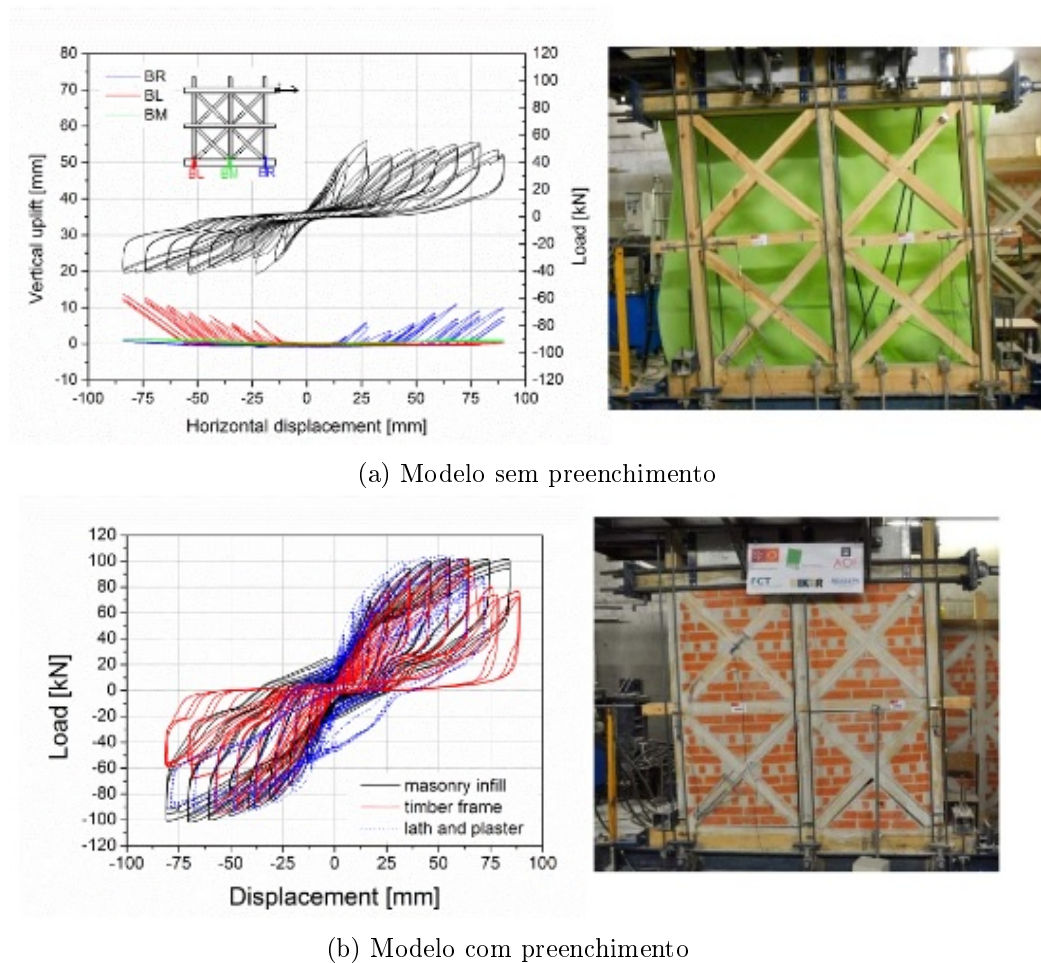 80
70
60
50
40
30
20
10
0
-10
Vertical uplift [mm]
BR
BL
BM
BL
BM
BR
120
100
80
60
40
20
0
-20
-40
-60
-80
-100
-120
Load [kN]
-100 -75 -50 -25 0 25 50 75 100
Horizontal displacement [mm]
(a) Modelo sem preenchimento
120
100
80
60
40
20
0
-20
-40
-60
-80
-100
-120
Load [kN]
masonry infill
timber frame
lath and plaster
-100 -75 -50 -25 0 25 50 75 100
Displacement [mm]
FCT
(b) Modelo com preenchimento